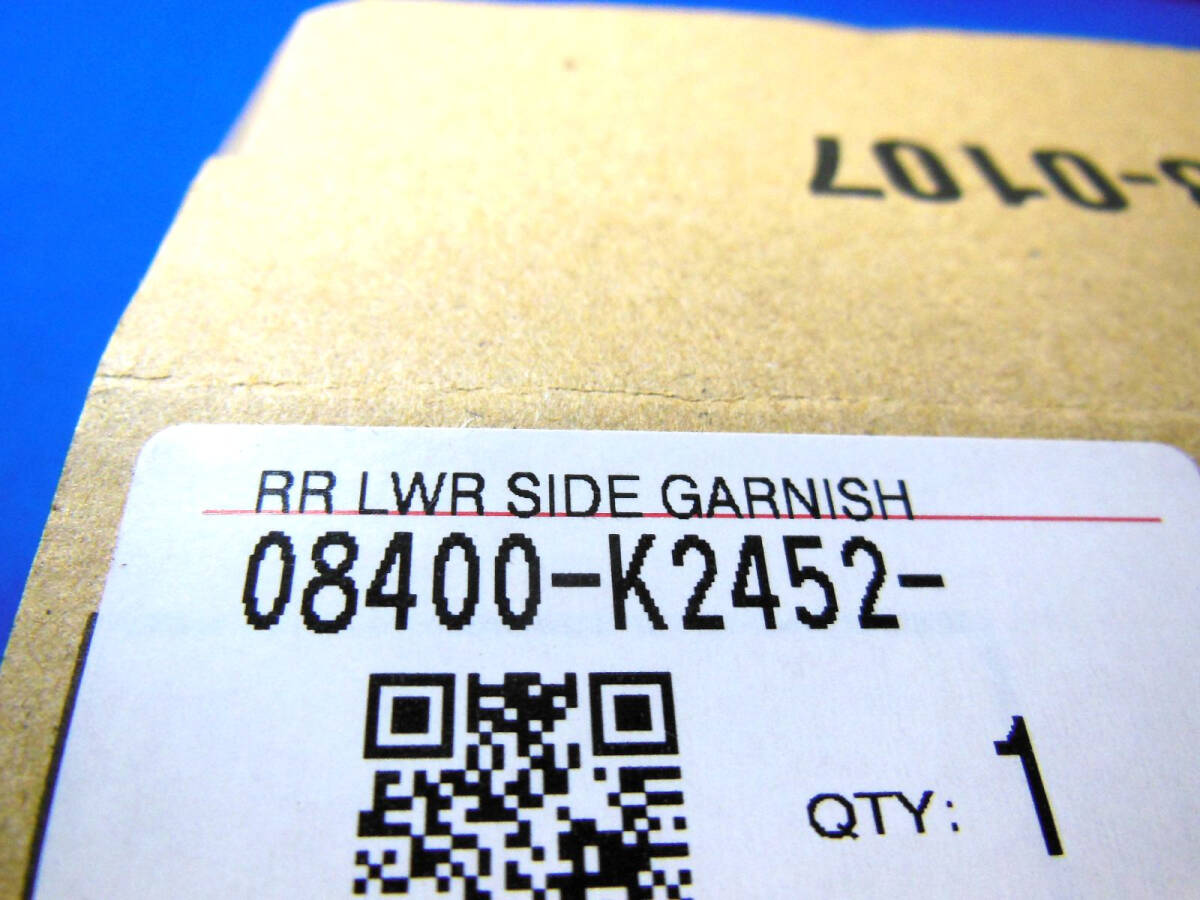 -0107
RR LWR SIDE GARNISH
08400-K2452-
QTY: 1